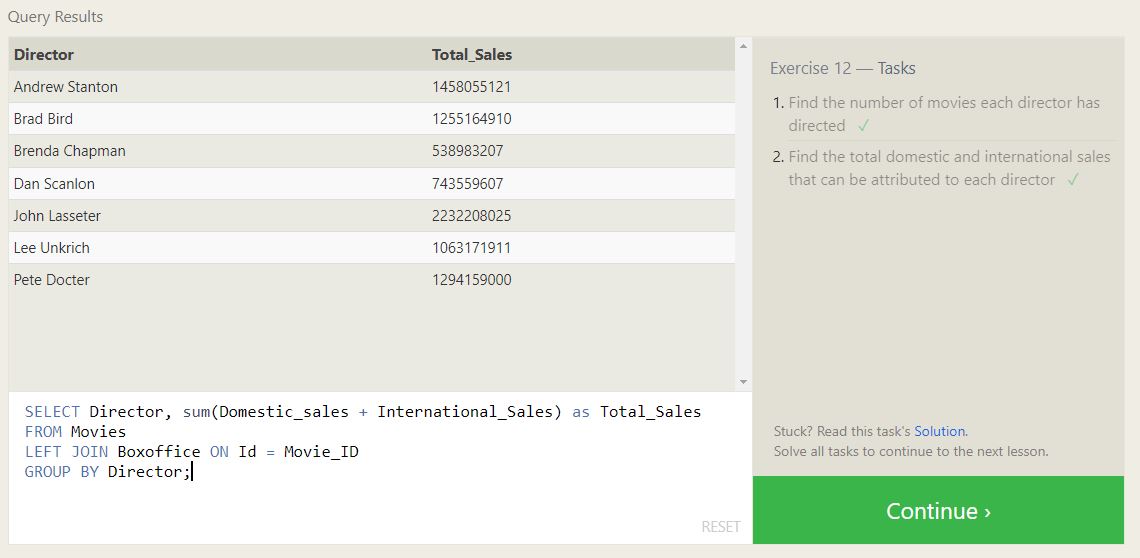 Query Results
Director Total_Sales
Andrew Stanton 1458055121
Brad Bird 1255164910
Brenda Chapman 538983207
Dan Scanlon 743559607
John Lasseter 2232208025
Lee Unkrich 1063171911
Pete Docter 1294159000
SELECT Director, sum(Domestic_sales + International_Sales) as Total_Sales
FROM Movies
LEFT JOIN Boxoffice ON Id = Movie_ID
GROUP BY Director;
RESET
Exercise 12 — Tasks
1. Find the number of movies each director has
directed ✓
2. Find the total domestic and international sales
that can be attributed to each director ✓
Stuck? Read this task's Solution.
Solve all tasks to continue to the next lesson.
Continue ›